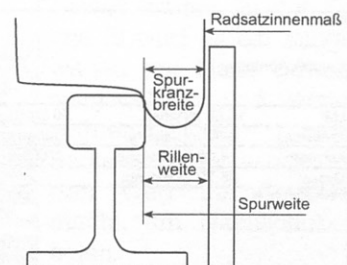 Radsatzinnenmaß
Spur-
kranz-
breite
Rillen-
weite
Spurweite